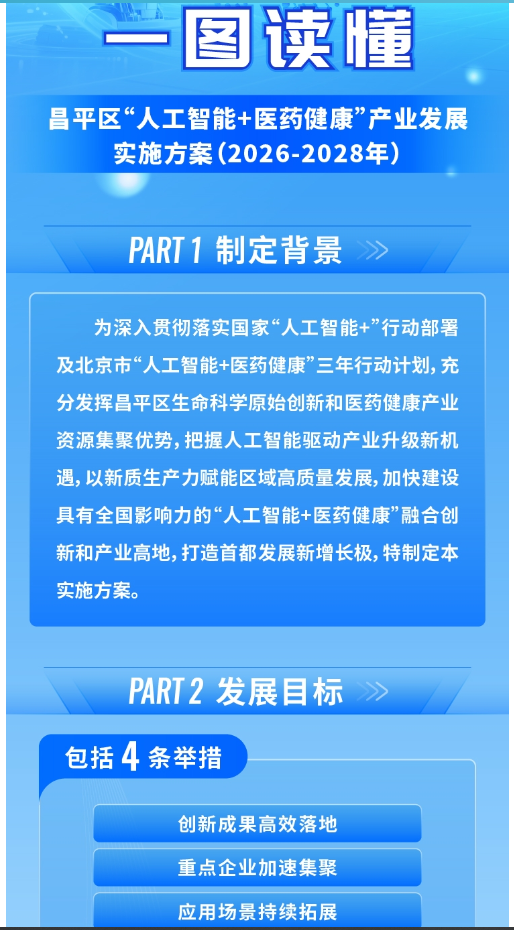 一图读懂
昌平区“人工智能+医药健康”产业发展
实施方案(2026-2028年)
PART 1 制定背景
为深入贯彻落实国家“人工智能+”行动部署
及北京市“人工智能+医药健康”三年行动计划,充
分发挥昌平区生命科学原始创新和医药健康产业
资源集聚优势,把握人工智能驱动产业升级新机
遇,以新质生产力赋能区域高质量发展,加快建设
具有全国影响力的“人工智能+医药健康”融合创
新和产业高地,打造首都发展新增长极,特制定本
实施方案。
PART 2 发展目标
包括4条举措
创新成果高效落地
重点企业加速集聚
应用场景持续拓展